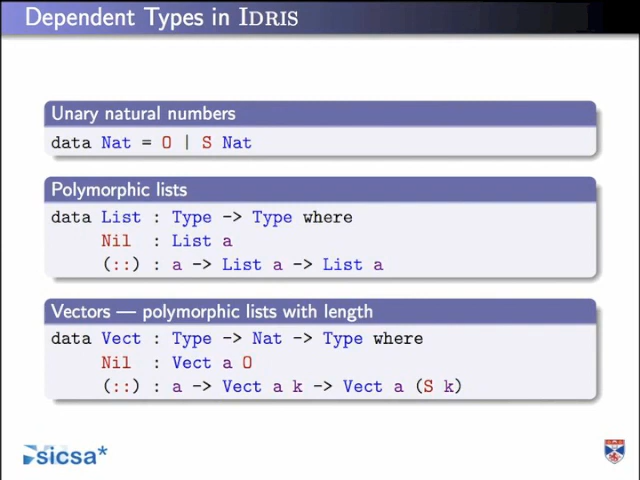 Dependent Types in IDRIS
Unary natural numbers
data Nat = O | S Nat
Polymorphic lists
data List : Type -> Type where
Nil : List a
(::) : a -> List a -> List a
Vectors — polymorphic lists with length
data Vect : Type -> Nat -> Type where
Nil : Vect a O
(::) : a -> Vect a k -> Vect a (S k)
sicsa*